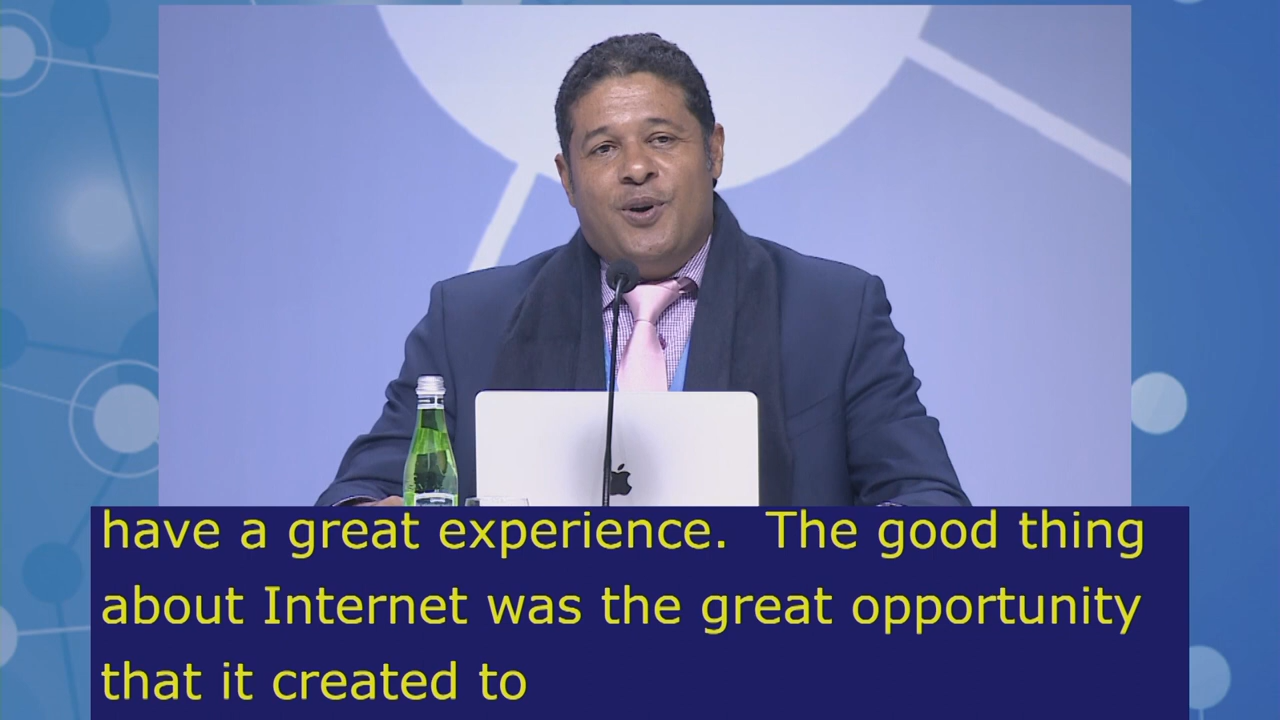 have a great experience.  The good thing
about Internet was the great opportunity
that it created to